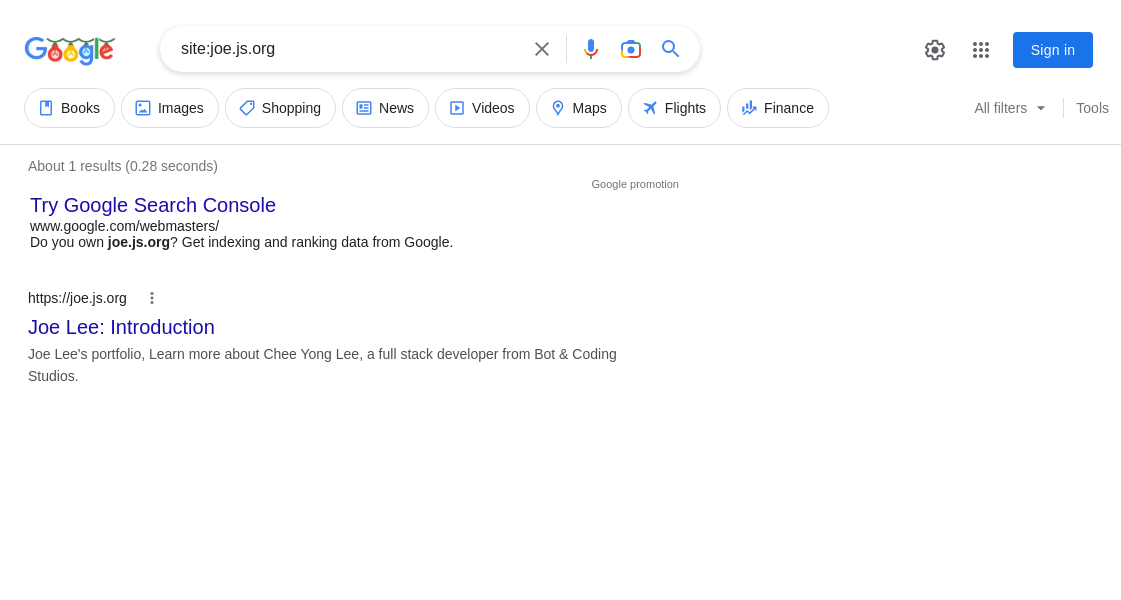 Google
site:joe.js.org
Sign in
Books Images Shopping News Videos Maps Flights Finance All filters Tools
About 1 results (0.28 seconds)
Google promotion
Try Google Search Console
www.google.com/webmasters/
Do you own joe.js.org? Get indexing and ranking data from Google.
https://joe.js.org
Joe Lee: Introduction
Joe Lee's portfolio, Learn more about Chee Yong Lee, a full stack developer from Bot & Coding
Studios.